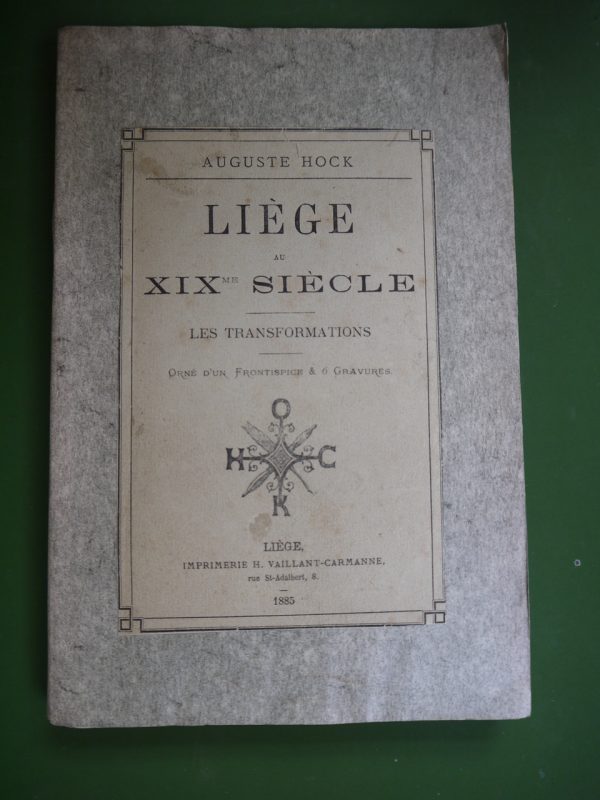 AUGUSTE HOCK
LIÈGE
AU
XIXME SIÈCLE
LES TRANSFORMATIONS
ORNÉ D'UN FRONTISPICE & 6 GRAVURES.
O
H C
K
LIÈGE,
IMPRIMERIE H. VAILLANT-CARMANNE,
rue St-Adalbert, 8.
1885